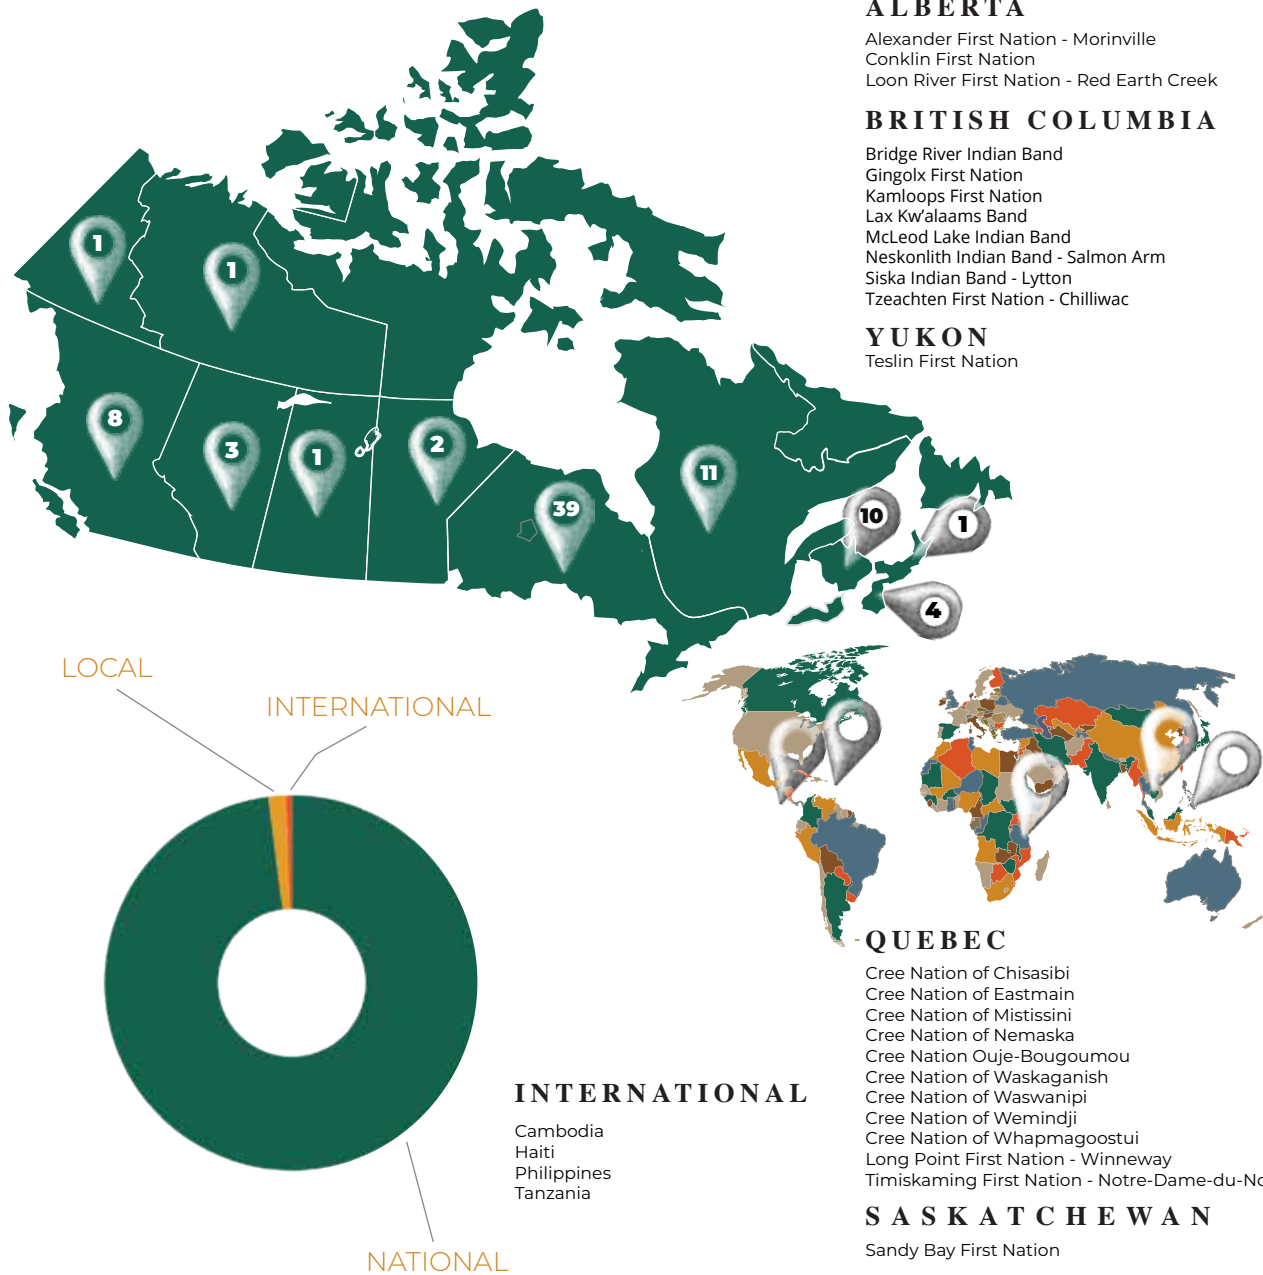 ALBERTA
Alexander First Nation - Morinville
Conklin First Nation
Loon River First Nation - Red Earth Creek
BRITISH COLUMBIA
Bridge River Indian Band
Gingolx First Nation
Kamloops First Nation
Lax Kw’alaams Band
McLeod Lake Indian Band
Neskonlith Indian Band - Salmon Arm
Siska Indian Band - Lytton
Tzeachten First Nation - Chilliwac
YUKON
Teslin First Nation
1
1
8
3
1
2
39
11
10
1
4
LOCAL
INTERNATIONAL
NATIONAL
INTERNATIONAL
Cambodia
Haiti
Philippines
Tanzania
QUEBEC
Cree Nation of Chisasibi
Cree Nation of Eastmain
Cree Nation of Mistissini
Cree Nation of Nemaska
Cree Nation Ouje-Bougoumou
Cree Nation of Waskaganish
Cree Nation of Waswanipi
Cree Nation of Wemindji
Cree Nation of Whapmagoostui
Long Point First Nation - Winneway
Timiskaming First Nation - Notre-Dame-du-No
SASKATCHEWAN
Sandy Bay First Nation